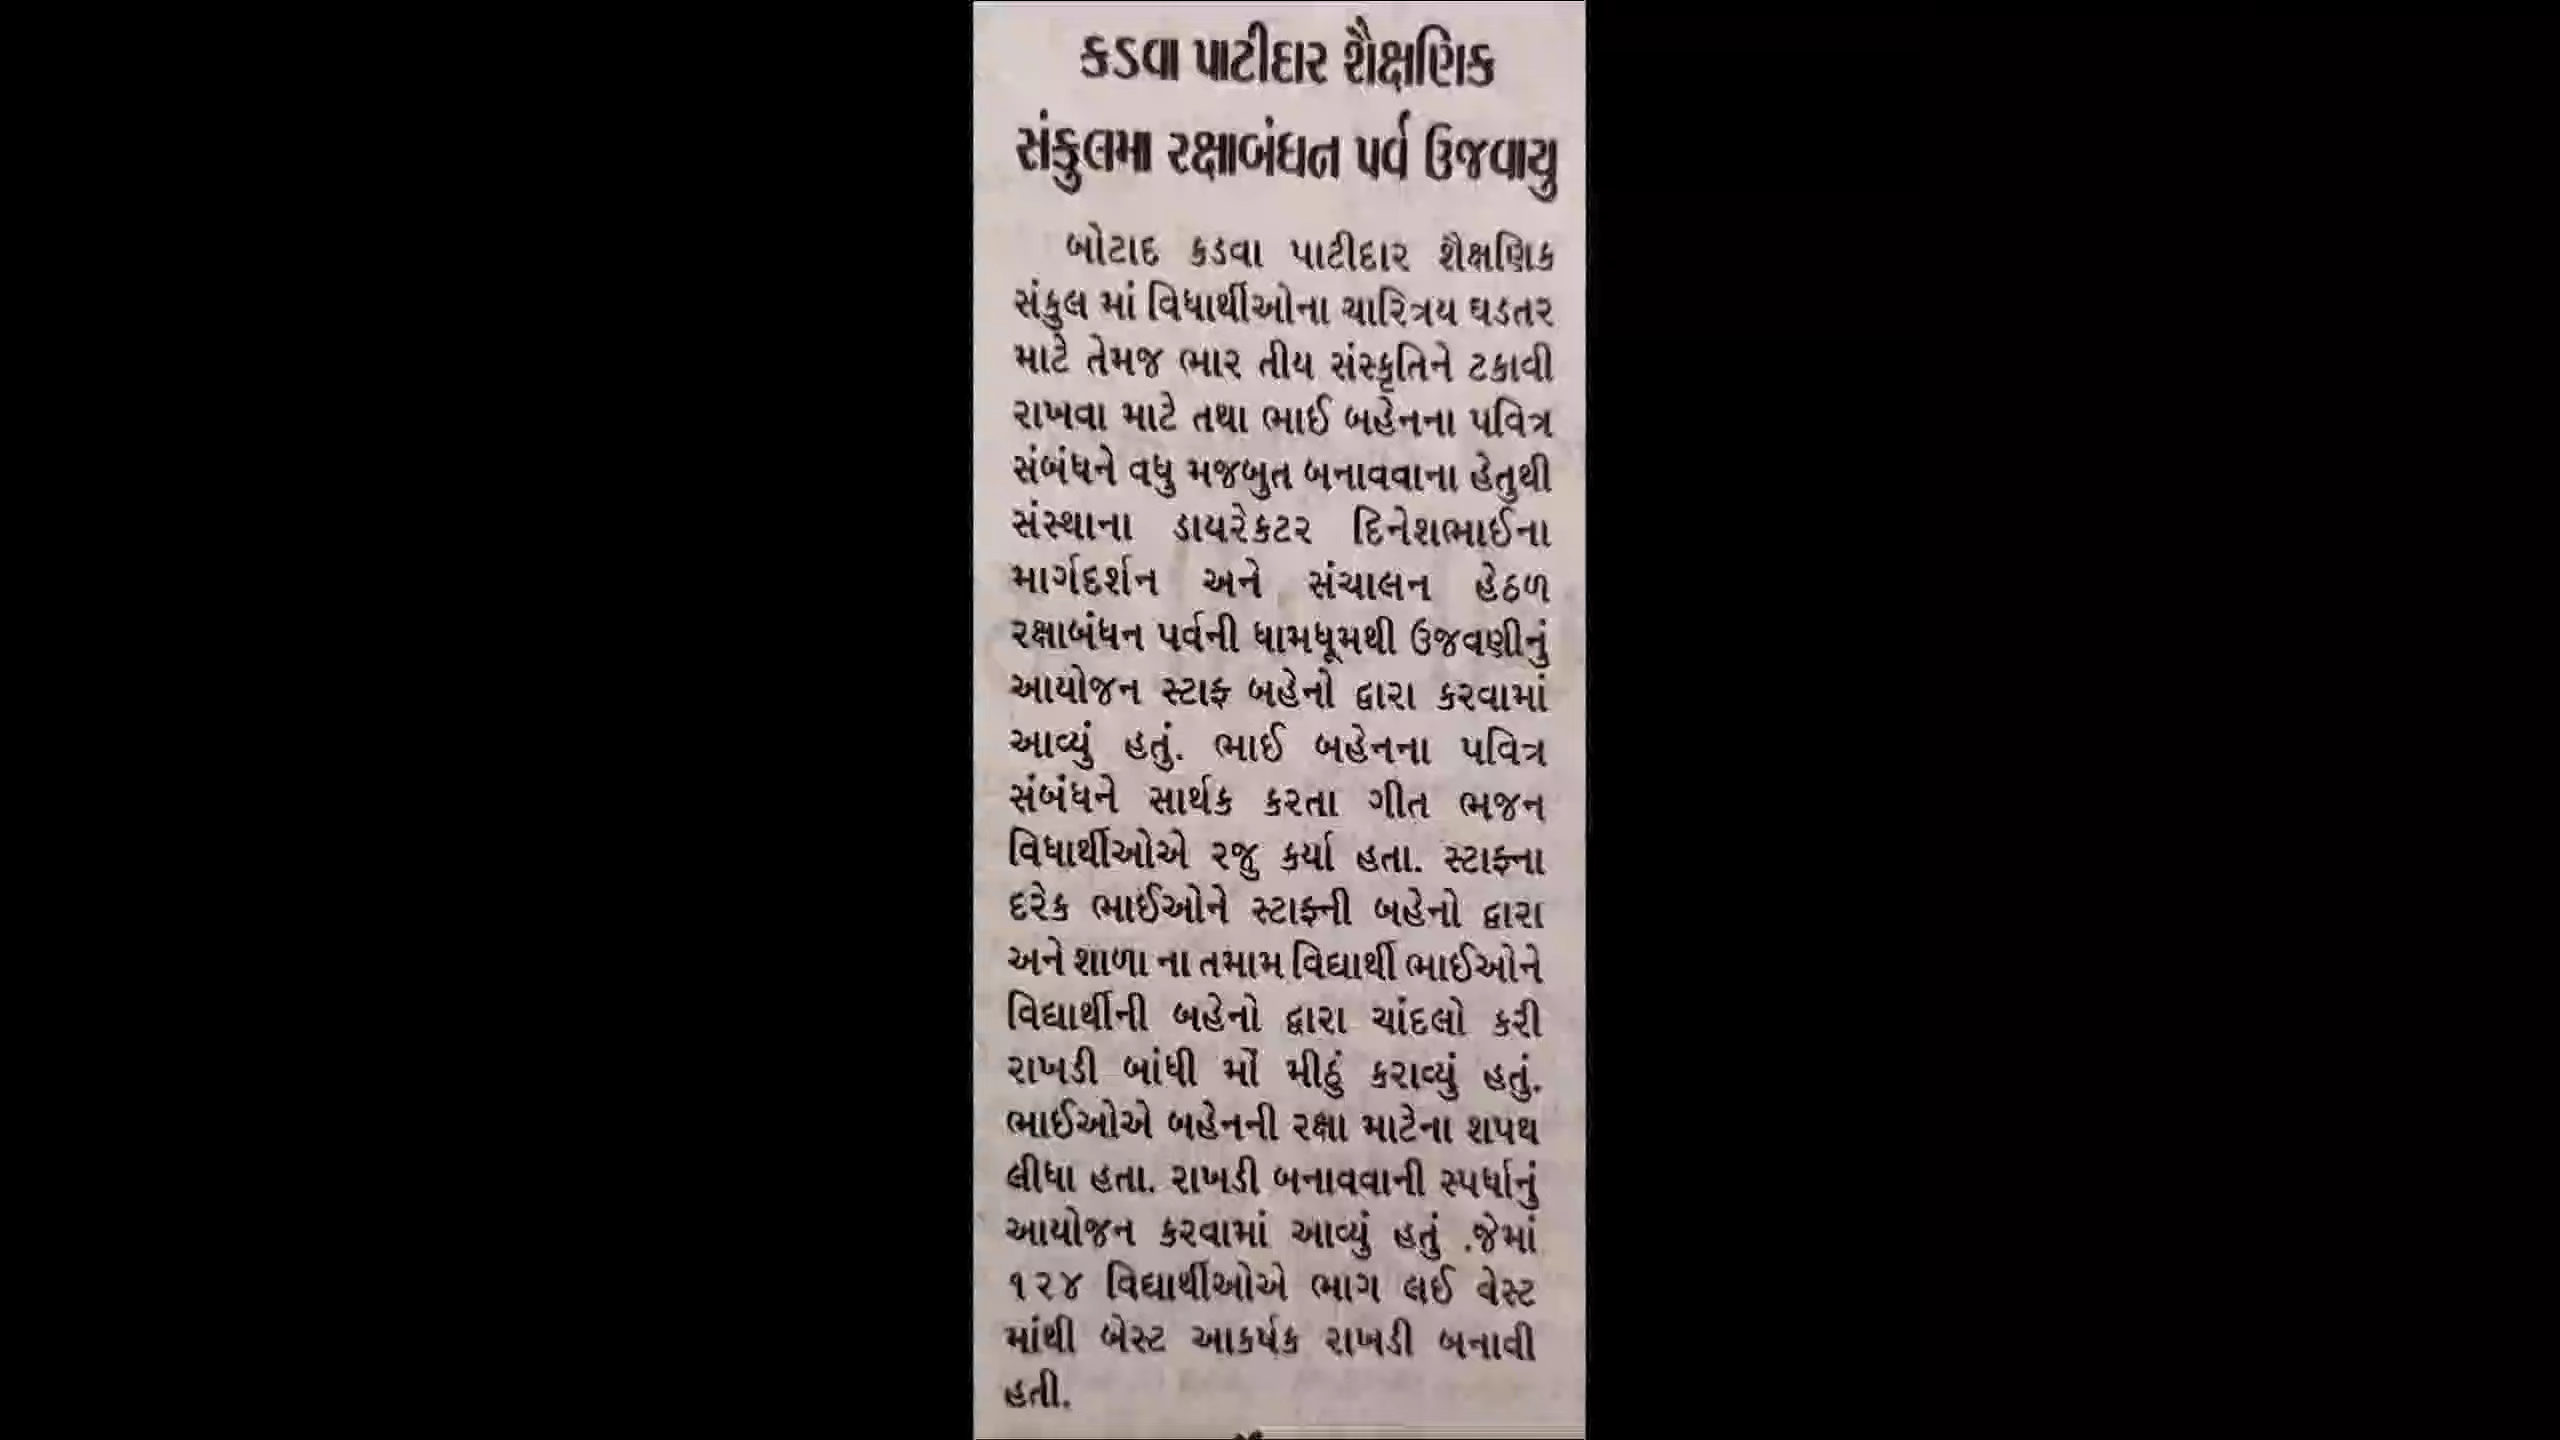 કડવા પાટીદાર શૈક્ષણિક
સંકુલમા રક્ષાબંધન પર્વ ઉજવાયુ
બોટાદ કડવા પાટીદાર શૈક્ષણિક
સંકુલ માં વિધાર્થીઓના ચારિત્રય ઘડતર
માટે તેમજ ભાર તીય સંસ્કૃતિને ટકાવી
રાખવા માટે તથા ભાઈ બહેનના પવિત્ર
સંબંધને વધુ મજબુત બનાવવાના હેતુથી
સંસ્થાના ડાયરેકટર દિનેશભાઈના
માર્ગદર્શન અને સંચાલન હેઠળ
રક્ષાબંધન પર્વની ધામધૂમથી ઉજવણીનું
આયોજન સ્ટાફ બહેનો દ્વારા કરવામાં
આવ્યું હતું. ભાઈ બહેનના પવિત્ર
સંબંધને સાર્થક કરતા ગીત ભજન
વિધાર્થીઓએ રજુ કર્યા હતા. સ્ટાફ્ના
દરેક ભાઈઓને સ્ટાફ્ની બહેનો દ્વારા
અને શાળા ના તમામ વિદ્યાર્થી ભાઈઓને
વિદ્યાર્થીની બહેનો દ્વારા ચાંદલો કરી
રાખડી બાંધી મોં મીઠું કરાવ્યું હતું.
ભાઈઓએ બહેનની રક્ષા માટેના શપથ
લીધા હતા. રાખડી બનાવવાની સ્પર્ધાનું
આયોજન કરવામાં આવ્યું હતું .જેમાં
૧૨૪ વિદ્યાર્થીઓએ ભાગ લઈ વેસ્ટ
માંથી બેસ્ટ આકર્ષક રાખડી બનાવી
હતી.